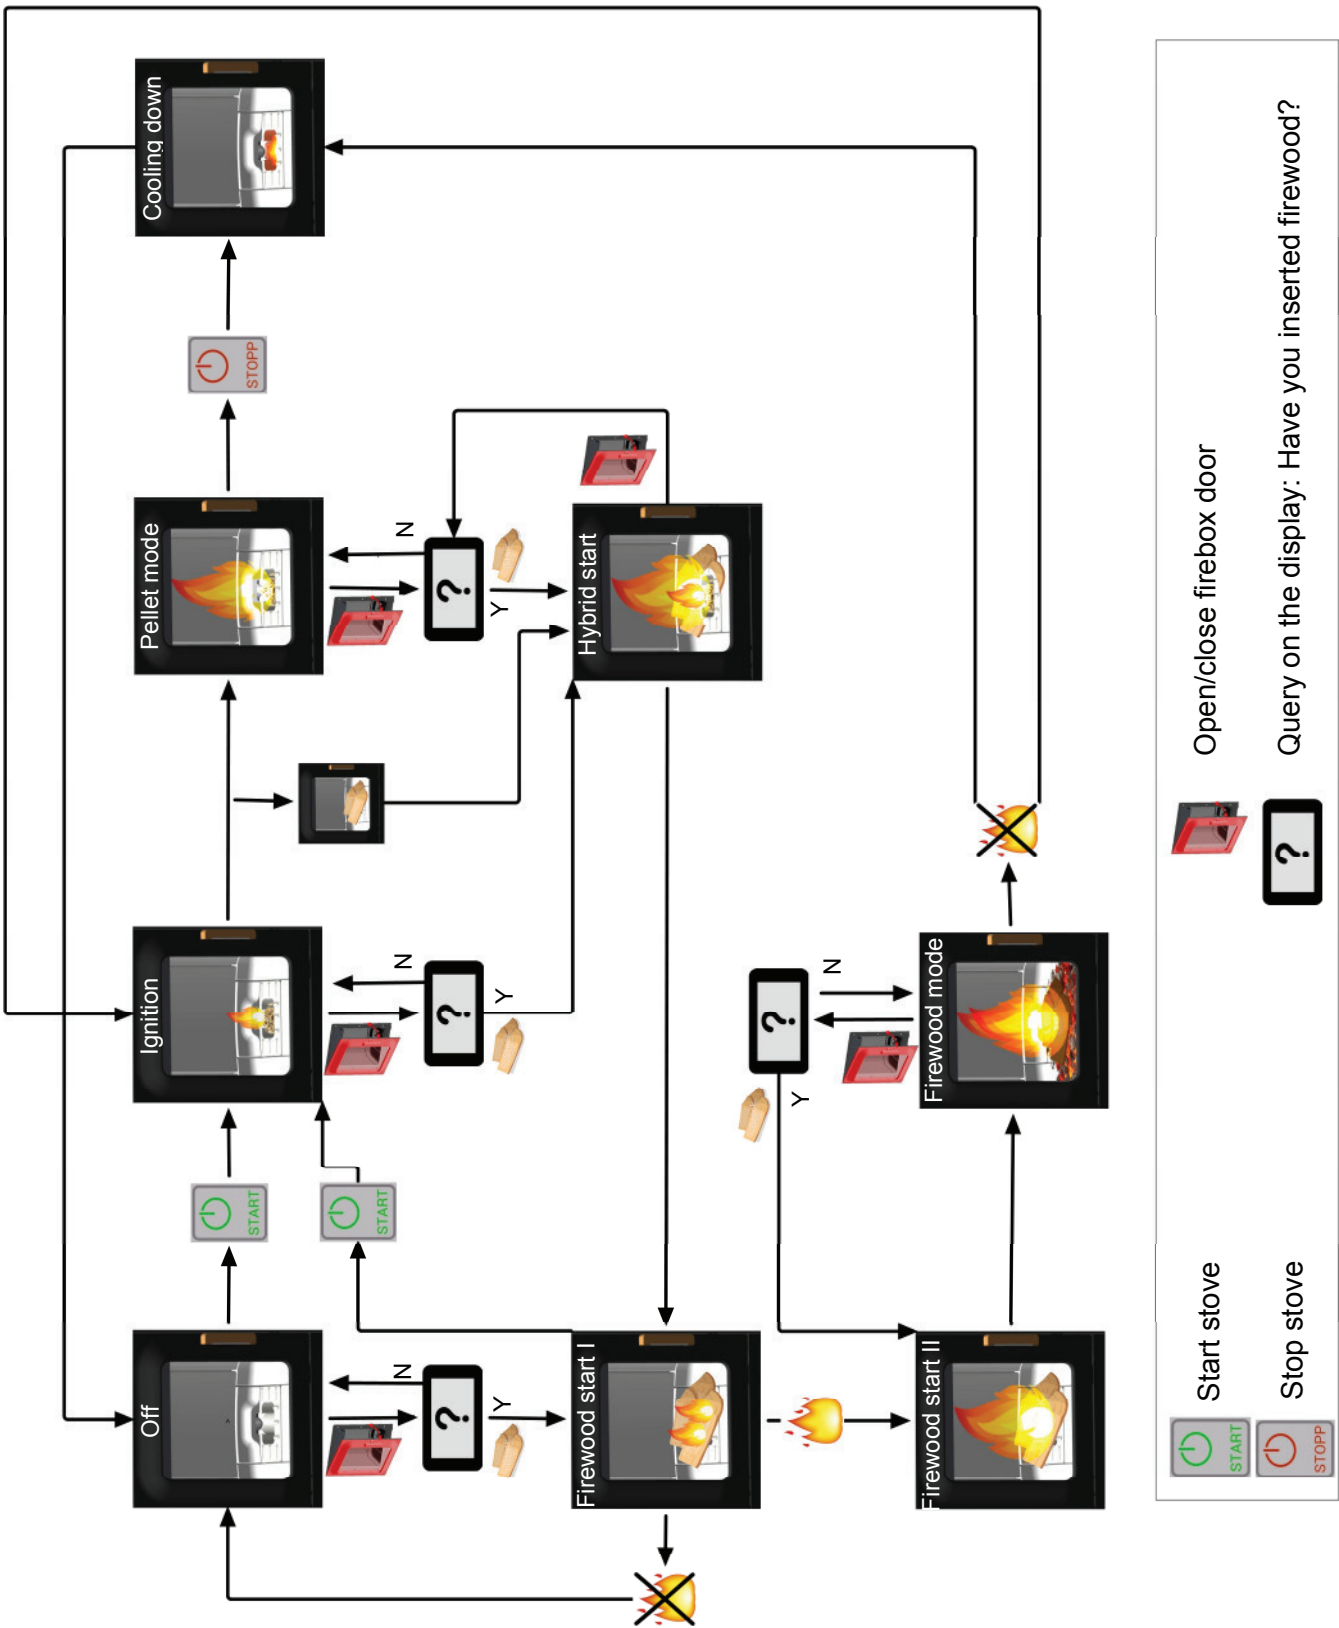 Off
START
Ignition
Pellet mode
STOPP
Cooling down
N
?
Y
START
N
?
Y
N
?
Y
Firewood start I
Hybrid start
?
N
Y
Firewood start II
Firewood mode
START
Start stove
Open/close firebox door
STOPP
Stop stove
?
Query on the display: Have you inserted firewood?